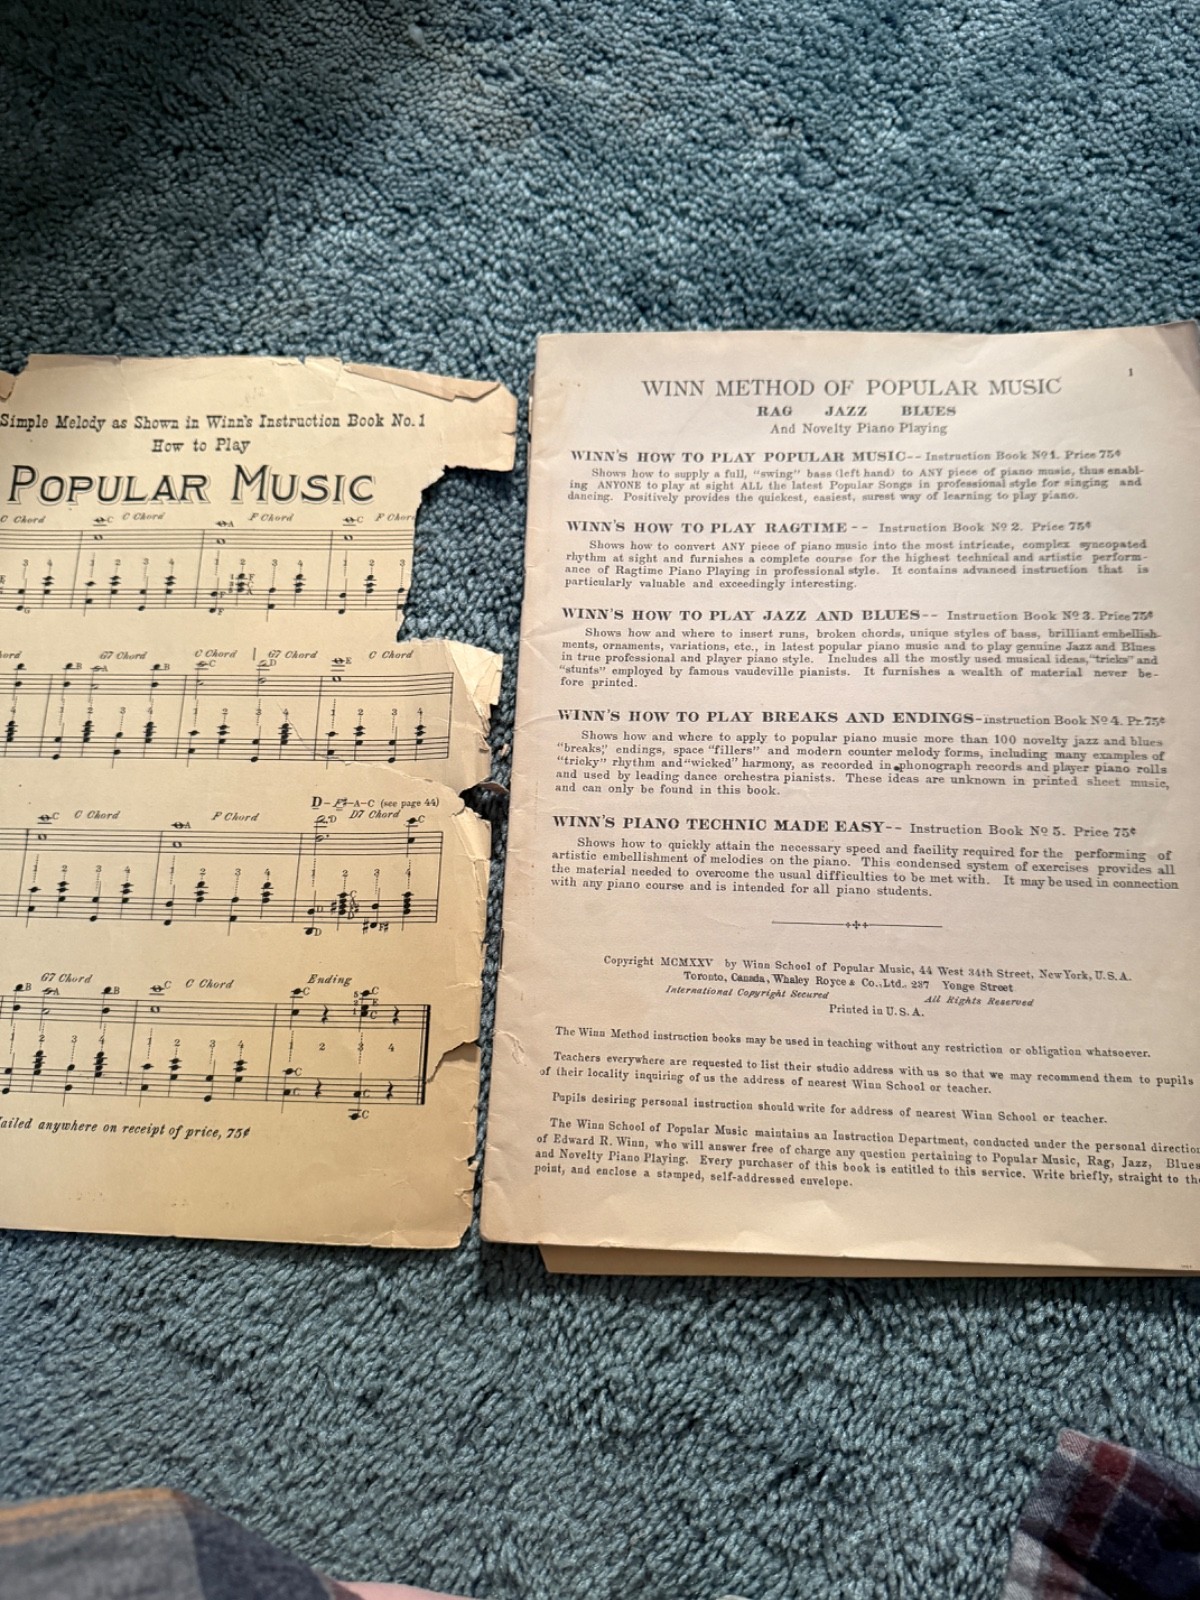 Simple Melody as Shown in Winn's Instruction Book No. 1
How to Play
POPULAR MUSIC
C Chord C Chord F Chord F Chor
G7 Chord C Chord G7 Chord C Chord
D-F#-A-C (see page 44)
C Chord F Chord D7 Chord
G7 Chord C Chord Ending
ailed anywhere on receipt of price, 75¢
1
WINN METHOD OF POPULAR MUSIC
RAG JAZZ BLUES
And Novelty Piano Playing
WINN'S HOW TO PLAY POPULAR MUSIC-- Instruction Book No 1. Price 75¢
Shows how to supply a full, "swing" bass (left hand) to ANY piece of piano music, thus enabl-
ing ANYONE to play at sight ALL the latest Popular Songs in professional style for singing and
dancing. Positively provides the quickest, easiest, surest way of learning to play piano.
WINN'S HOW TO PLAY RAGTIME -- Instruction Book No 2. Price 75¢
Shows how to convert ANY piece of piano music into the most intricate, complex syncopated
rhythm at sight and furnishes a complete course for the highest technical and artistic perform-
ance of Ragtime Piano Playing in professional style. It contains advanced instruction that is
particularly valuable and exceedingly interesting.
WINN'S HOW TO PLAY JAZZ AND BLUES-- Instruction Book No 3. Price 75¢
Shows how and where to insert runs, broken chords, unique styles of bass, brilliant embellish-
ments, ornaments, variations, etc., in latest popular piano music and to play genuine Jazz and Blues
in true professional and player piano style. Includes all the mostly used musical ideas, "tricks" and
"stunts" employed by famous vaudeville pianists. It furnishes a wealth of material never be-
fore printed.
WINN'S HOW TO PLAY BREAKS AND ENDINGS-instruction Book No 4. Pr. 75¢
Shows how and where to apply to popular piano music more than 100 novelty jazz and blues
"breaks," endings, space "fillers" and modern counter melody forms, including many examples of
"tricky" rhythm and "wicked" harmony, as recorded in phonograph records and player piano rolls
and used by leading dance orchestra pianists. These ideas are unknown in printed sheet music,
and can only be found in this book.
WINN'S PIANO TECHNIC MADE EASY-- Instruction Book No 5. Price 75¢
Shows how to quickly attain the necessary speed and facility required for the performing of
artistic embellishment of melodies on the piano. This condensed system of exercises provides all
the material needed to overcome the usual difficulties to be met with. It may be used in connection
with any piano course and is intended for all piano students.
Copyright MCMXXV by Winn School of Popular Music, 44 West 34th Street, New York, U.S.A.
Toronto, Canada, Whaley Royce & Co., Ltd., 237 Yonge Street
International Copyright Secured All Rights Reserved
Printed in U.S.A.
The Winn Method instruction books may be used in teaching without any restriction or obligation whatsoever.
Teachers everywhere are requested to list their studio address with us so that we may recommend them to pupils
of their locality inquiring of us the address of nearest Winn School or teacher.
Pupils desiring personal instruction should write for address of nearest Winn School or teacher.
The Winn School of Popular Music maintains an Instruction Department, conducted under the personal direction
of Edward R. Winn, who will answer free of charge any question pertaining to Popular Music, Rag, Jazz, Blues
and Novelty Piano Playing. Every purchaser of this book is entitled to this service. Write briefly, straight to the
point, and enclose a stamped, self-addressed envelope.